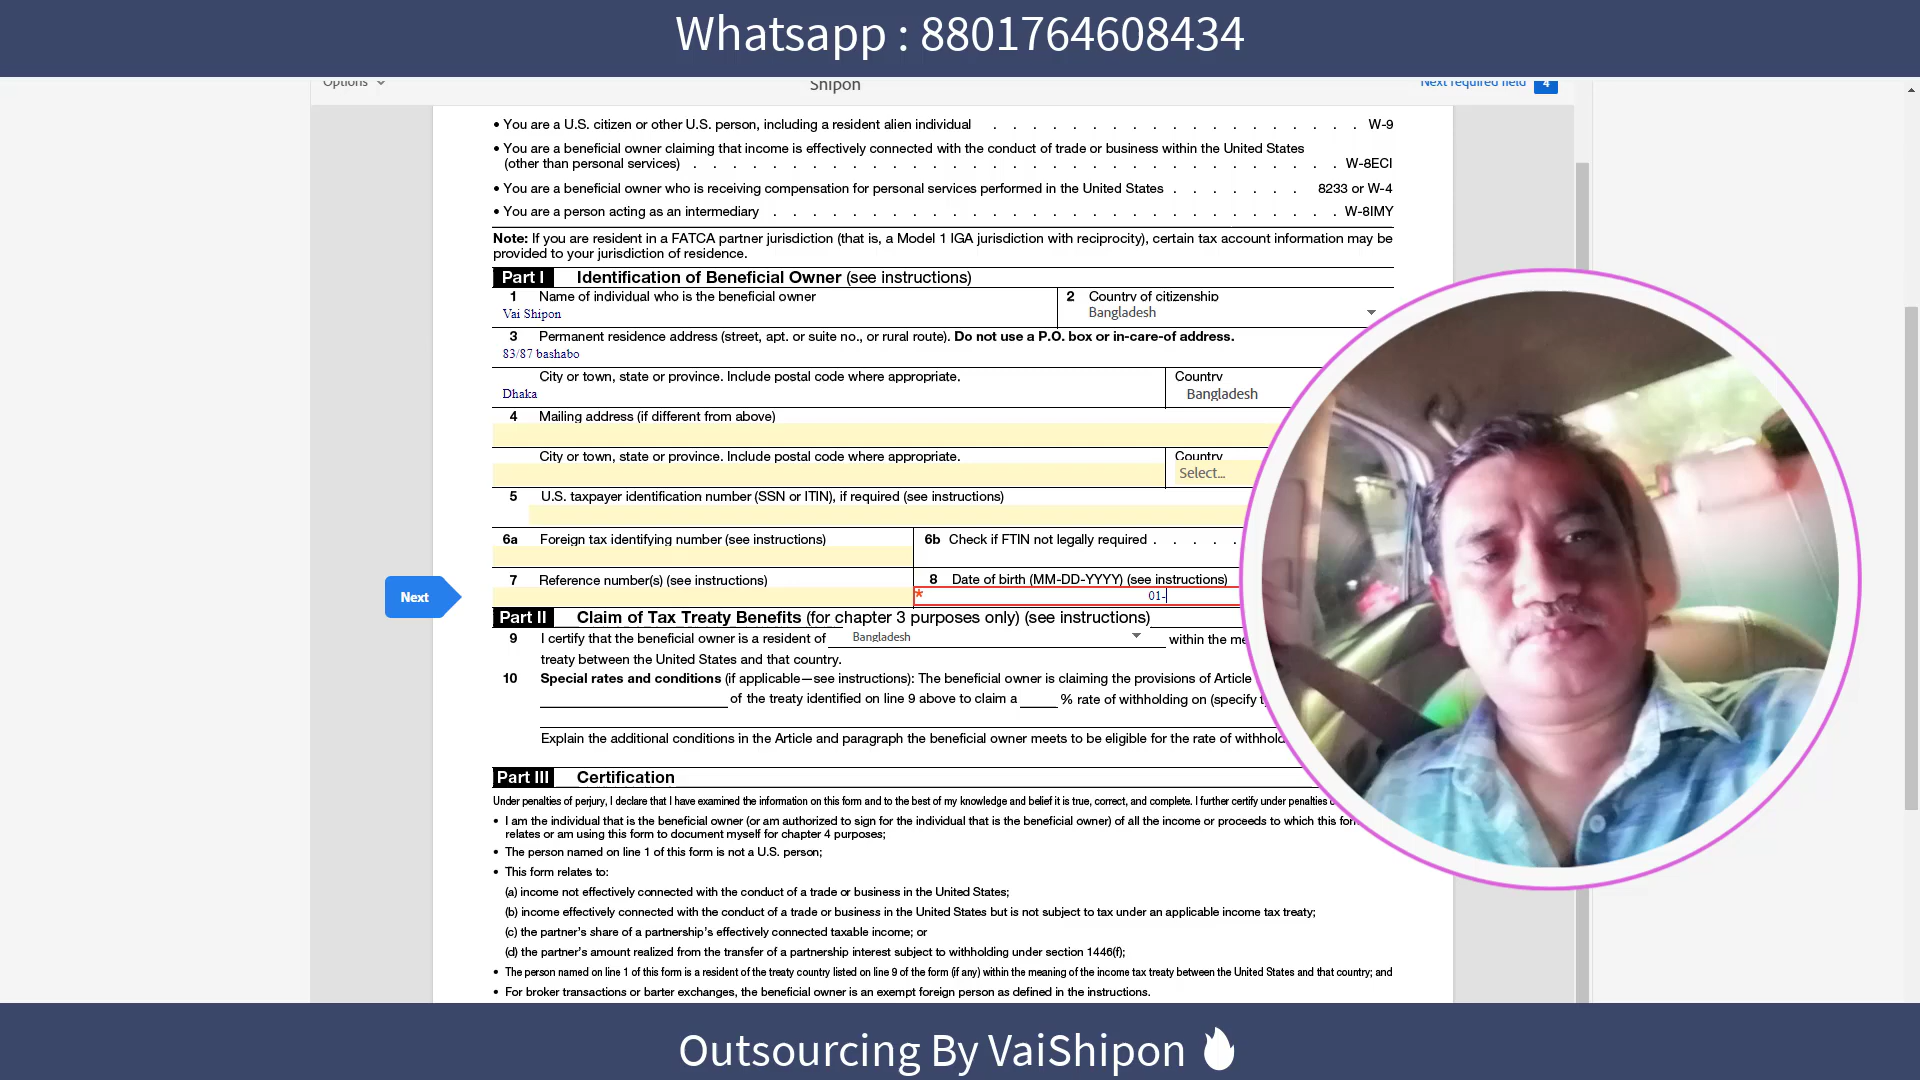 Whatsapp : 8801764608434
Options
Shipon
Next required field 4
• You are a U.S. citizen or other U.S. person, including a resident alien individual . . . . . . . . . . . . . . . . . . . W-9
• You are a beneficial owner claiming that income is effectively connected with the conduct of trade or business within the United States
(other than personal services) . . . . . . . . . . . . . . . . . . . . . . . . . . . . . . . . . W-8ECI
• You are a beneficial owner who is receiving compensation for personal services performed in the United States . . . . . . . 8233 or W-4
• You are a person acting as an intermediary . . . . . . . . . . . . . . . . . . . . . . . . . . . . . W-8IMY
Note: If you are resident in a FATCA partner jurisdiction (that is, a Model 1 IGA jurisdiction with reciprocity), certain tax account information may be
provided to your jurisdiction of residence.
Part I Identification of Beneficial Owner (see instructions)
1 Name of individual who is the beneficial owner
Vai Shipon
2 Country of citizenship
Bangladesh
3 Permanent residence address (street, apt. or suite no., or rural route). Do not use a P.O. box or in-care-of address.
83/87 bashabo
City or town, state or province. Include postal code where appropriate.
Dhaka
Country
Bangladesh
4 Mailing address (if different from above)
City or town, state or province. Include postal code where appropriate.
Country
Select...
5 U.S. taxpayer identification number (SSN or ITIN), if required (see instructions)
6a Foreign tax identifying number (see instructions)
6b Check if FTIN not legally required . . . . .
7 Reference number(s) (see instructions)
8 Date of birth (MM-DD-YYYY) (see instructions)
Next
* 01-
Part II Claim of Tax Treaty Benefits (for chapter 3 purposes only) (see instructions)
9 I certify that the beneficial owner is a resident of Bangladesh within the
treaty between the United States and that country.
10 Special rates and conditions (if applicable—see instructions): The beneficial owner is claiming the provisions of Article
of the treaty identified on line 9 above to claim a % rate of withholding on (specify
Explain the additional conditions in the Article and paragraph the beneficial owner meets to be eligible for the rate of
Part III Certification
Under penalties of perjury, I declare that I have examined the information on this form and to the best of my knowledge and belief it is true, correct, and complete. I further certify under penalties
• I am the individual that is the beneficial owner (or am authorized to sign for the individual that is the beneficial owner) of all the income or proceeds to which this
relates or am using this form to document myself for chapter 4 purposes;
• The person named on line 1 of this form is not a U.S. person;
• This form relates to:
(a) income not effectively connected with the conduct of a trade or business in the United States;
(b) income effectively connected with the conduct of a trade or business in the United States but is not subject to tax under an applicable income tax treaty;
(c) the partner's share of a partnership's effectively connected taxable income; or
(d) the partner's amount realized from the transfer of a partnership interest subject to withholding under section 1446(f);
• The person named on line 1 of this form is a resident of the treaty country listed on line 9 of the form (if any) within the meaning of the income tax treaty between the United States and that country; and
• For broker transactions or barter exchanges, the beneficial owner is an exempt foreign person as defined in the instructions.
Outsourcing By VaiShipon